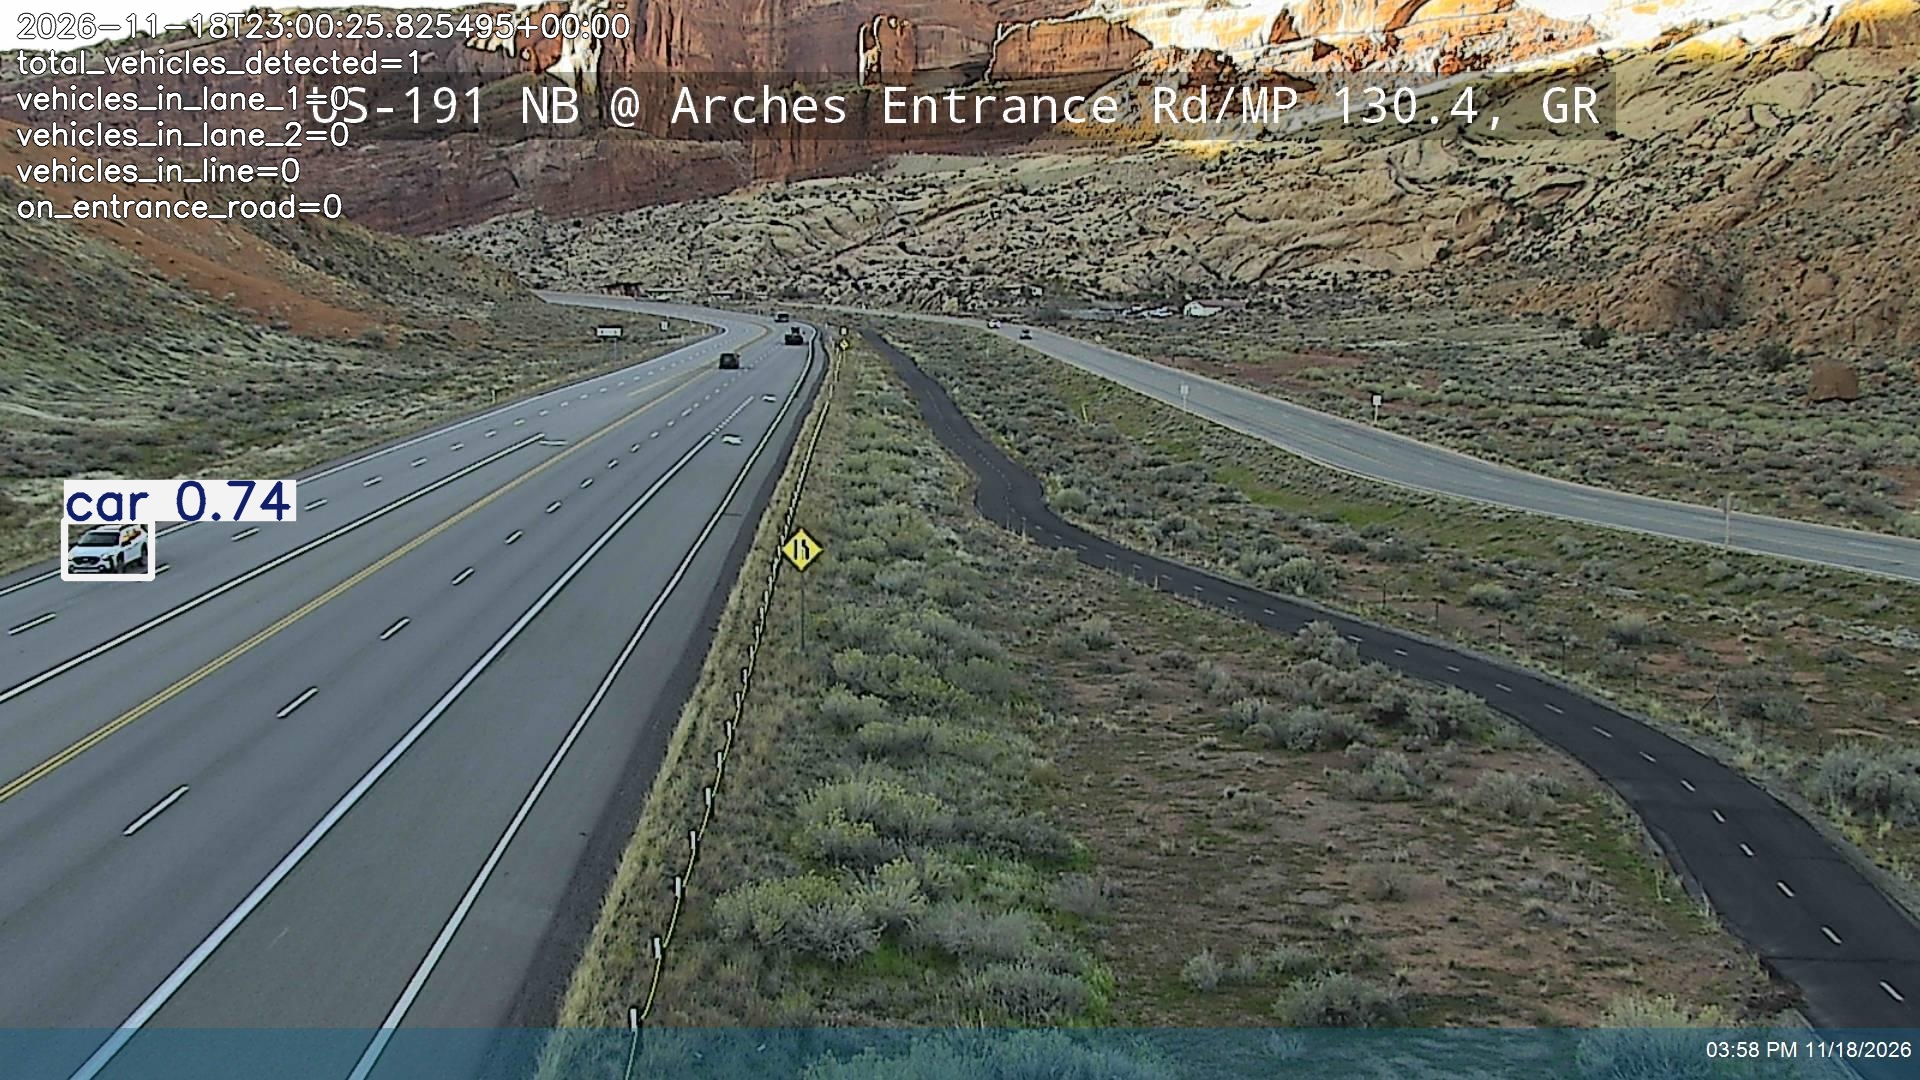 2026-11-18T23:00:25.825495+00:00
total_vehicles_detected=1
vehicles_in_lane_1=0
US-191 NB @ Arches Entrance Rd/MP 130.4, GR
vehicles_in_lane_2=0
vehicles_in_line=0
on_entrance_road=0
car 0.74
03:58 PM 11/18/2026